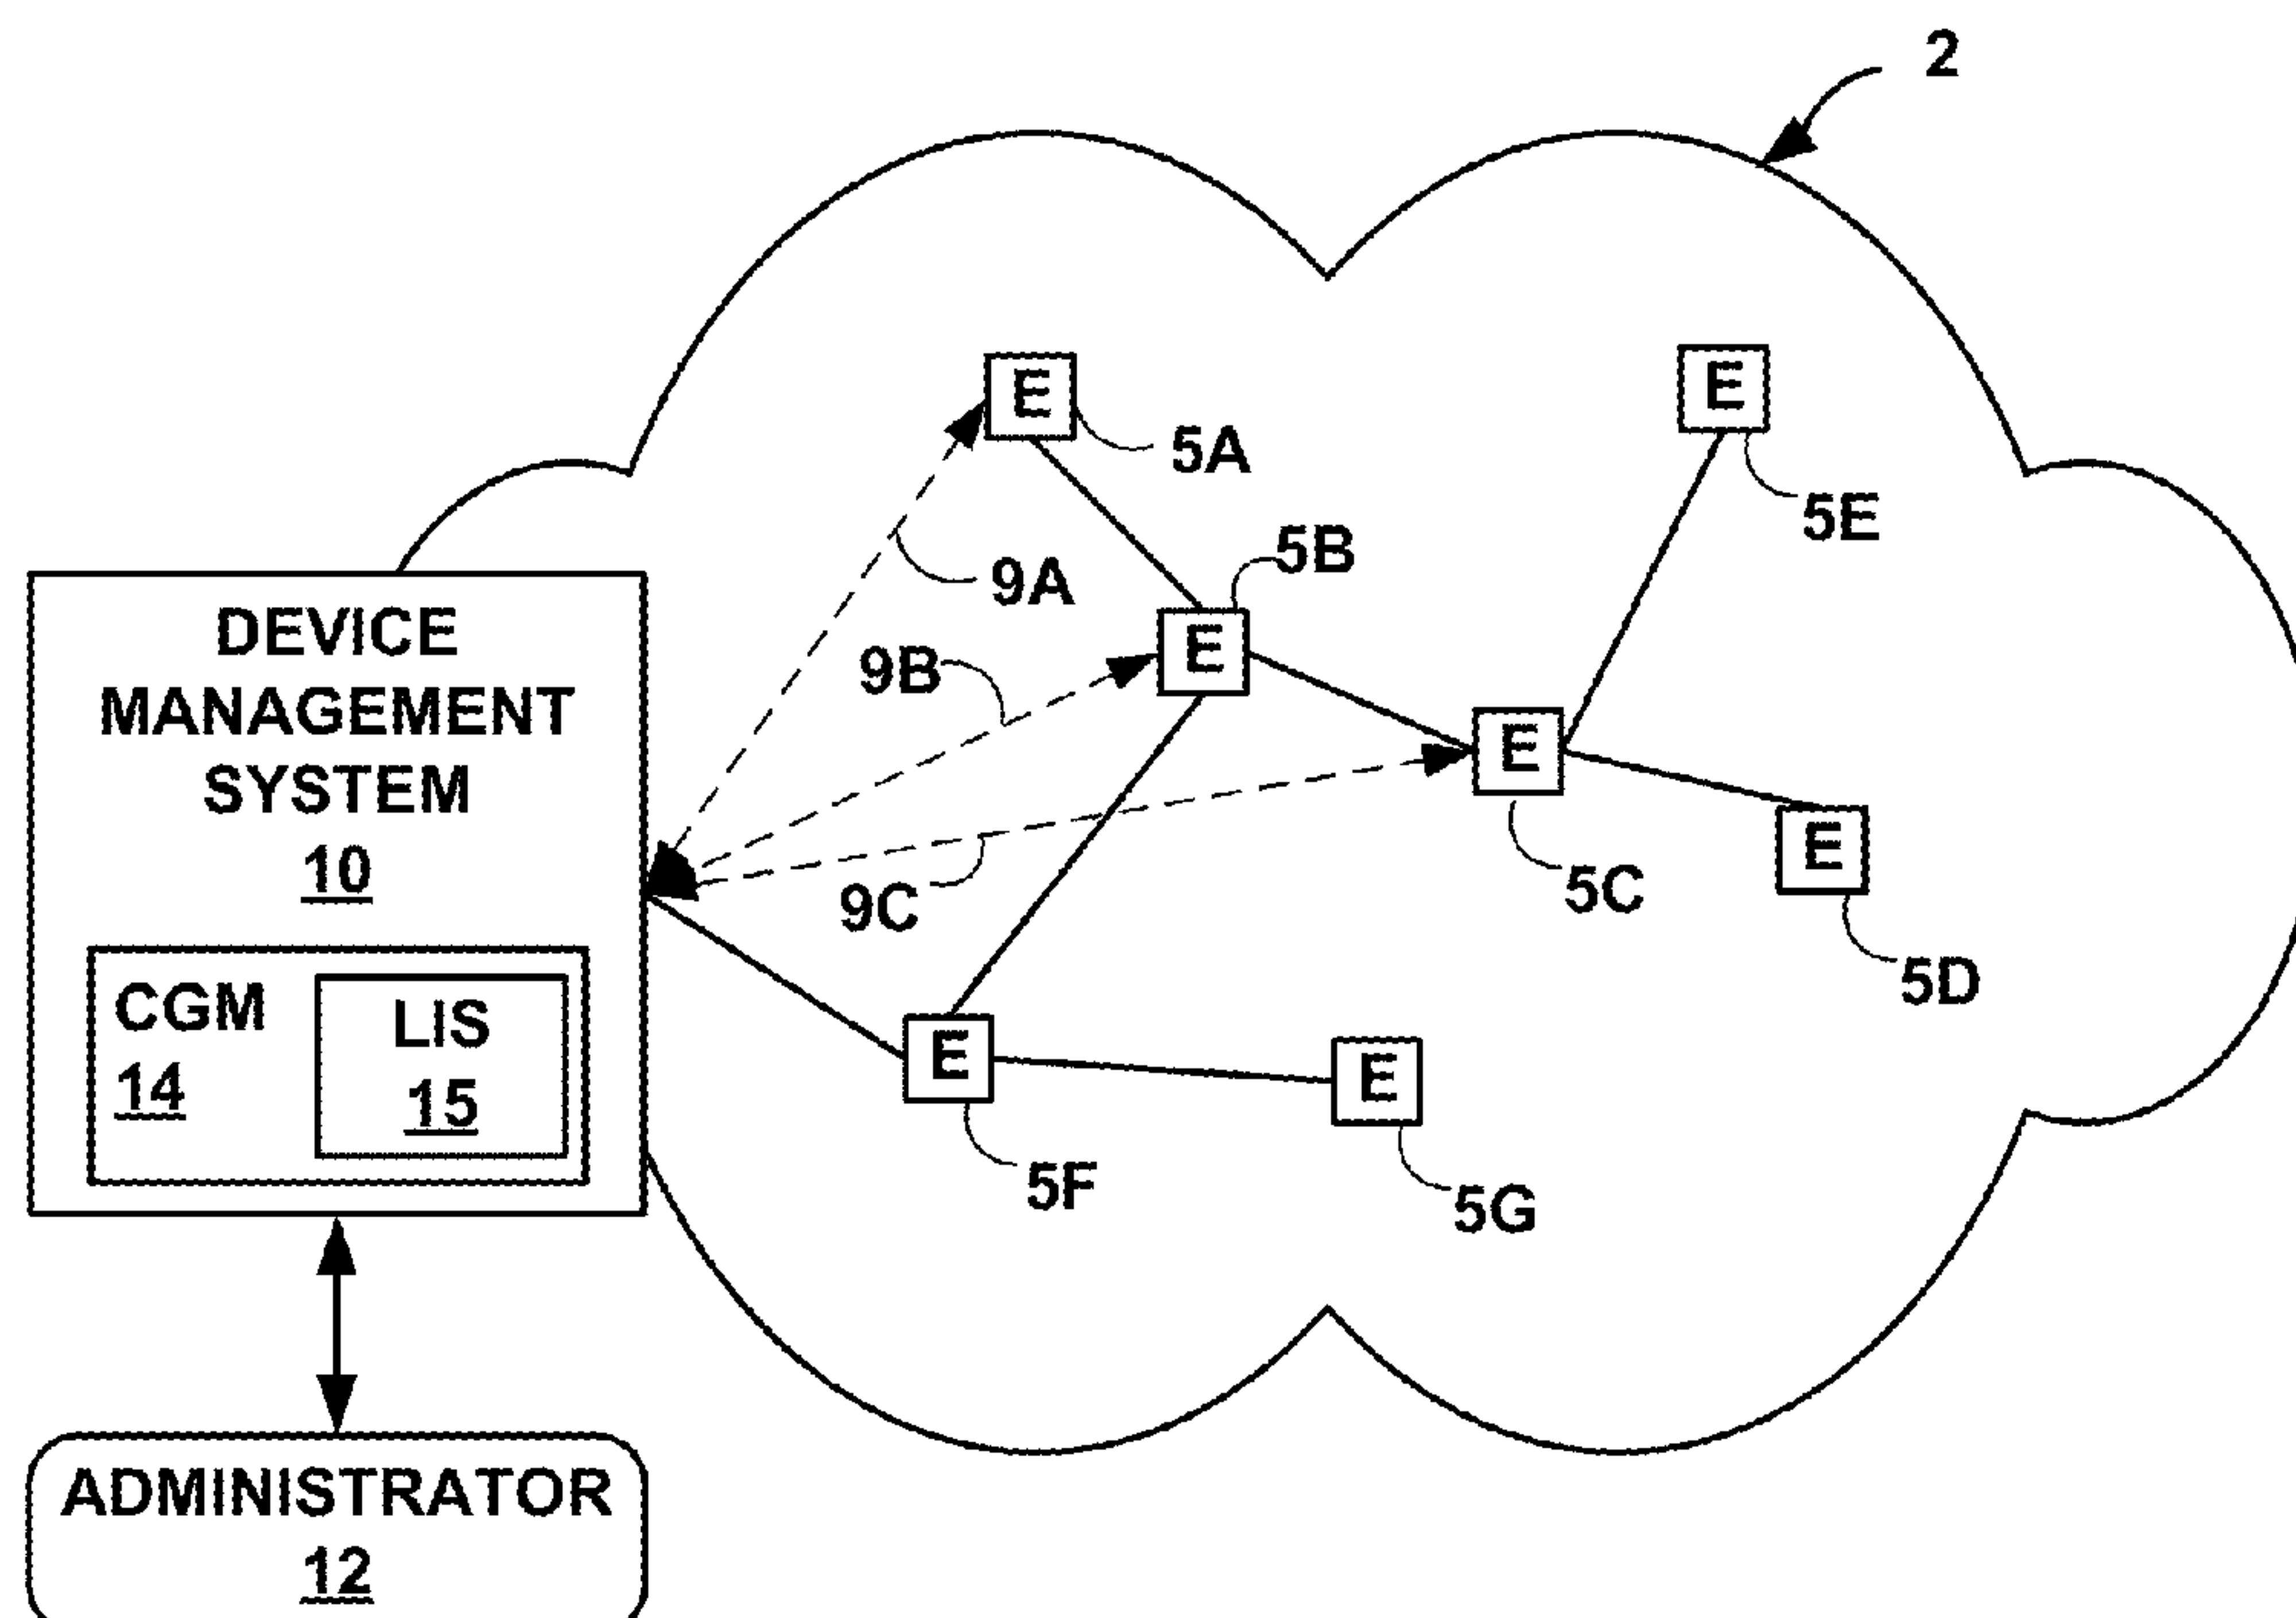 2
E
5A
E
5E
5B
9A
E
9B
DEVICE
MANAGEMENT
SYSTEM
10
E
5C
E
9C
5D
CGM
14
LIS
15
E
5F
E
5G
ADMINISTRATOR
12